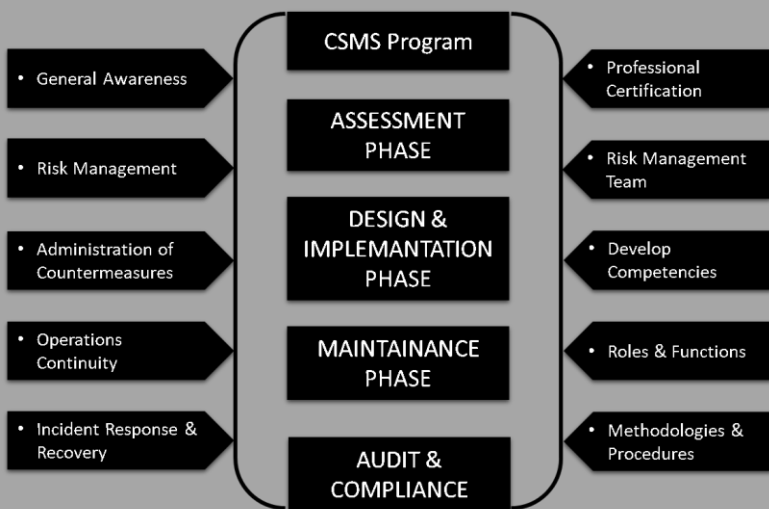 CSMS Program
• General Awareness
• Risk Management
• Administration of
Countermeasures
• Operations
Continuity
• Incident Response &
Recovery
ASSESSMENT
PHASE
DESIGN &
IMPLEMANTATION
PHASE
MAINTAINANCE
PHASE
AUDIT &
COMPLIANCE
• Professional
Certification
• Risk Management
Team
• Develop
Competencies
• Roles & Functions
• Methodologies &
Procedures